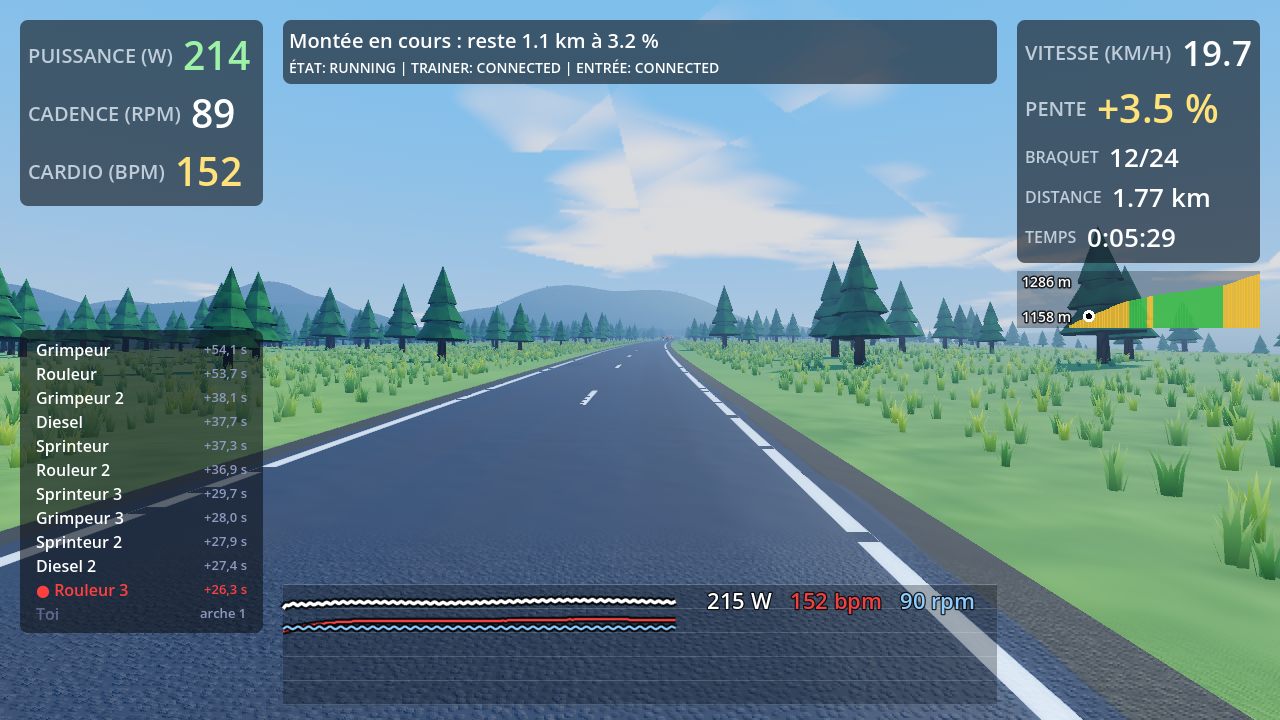 PUISSANCE (W) 214
CADENCE (RPM) 89
CARDIO (BPM) 152
Montée en cours : reste 1.1 km à 3.2 %
ÉTAT: RUNNING | TRAINER: CONNECTED | ENTRÉE: CONNECTED
VITESSE (KM/H) 19.7
PENTE +3.5 %
BRAQUET 12/24
DISTANCE 1.77 km
TEMPS 0:05:29
1286 m
1158 m
Grimpeur +54,1 s
Rouleur +53,7 s
Grimpeur 2 +38,1 s
Diesel +37,7 s
Sprinteur +37,3 s
Rouleur 2 +36,9 s
Sprinteur 3 +29,7 s
Grimpeur 3 +28,0 s
Sprinteur 2 +27,9 s
Diesel 2 +27,4 s
Rouleur 3 +26,3 s
Toi arche 1
215 W 152 bpm 90 rpm